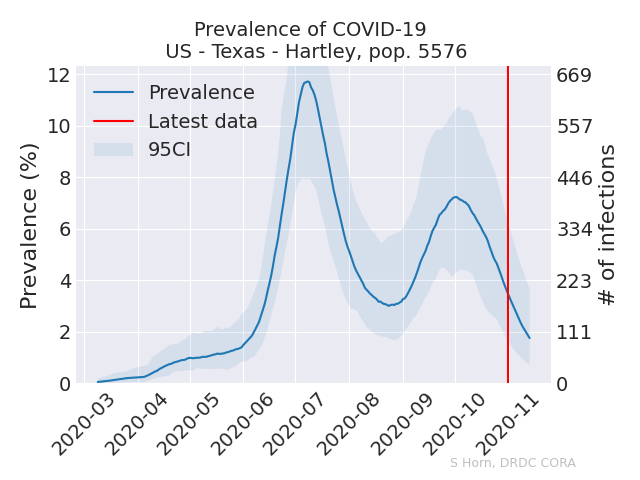 Prevalence of COVID-19
US - Texas - Hartley, pop. 5576
Prevalence
Latest data
95CI
Prevalence (%)
12
10
8
6
4
2
0
669
557
446
334
223
111
0
# of infections
2020-03
2020-04
2020-05
2020-06
2020-07
2020-08
2020-09
2020-10
2020-11
S Horn, DRDC CORA